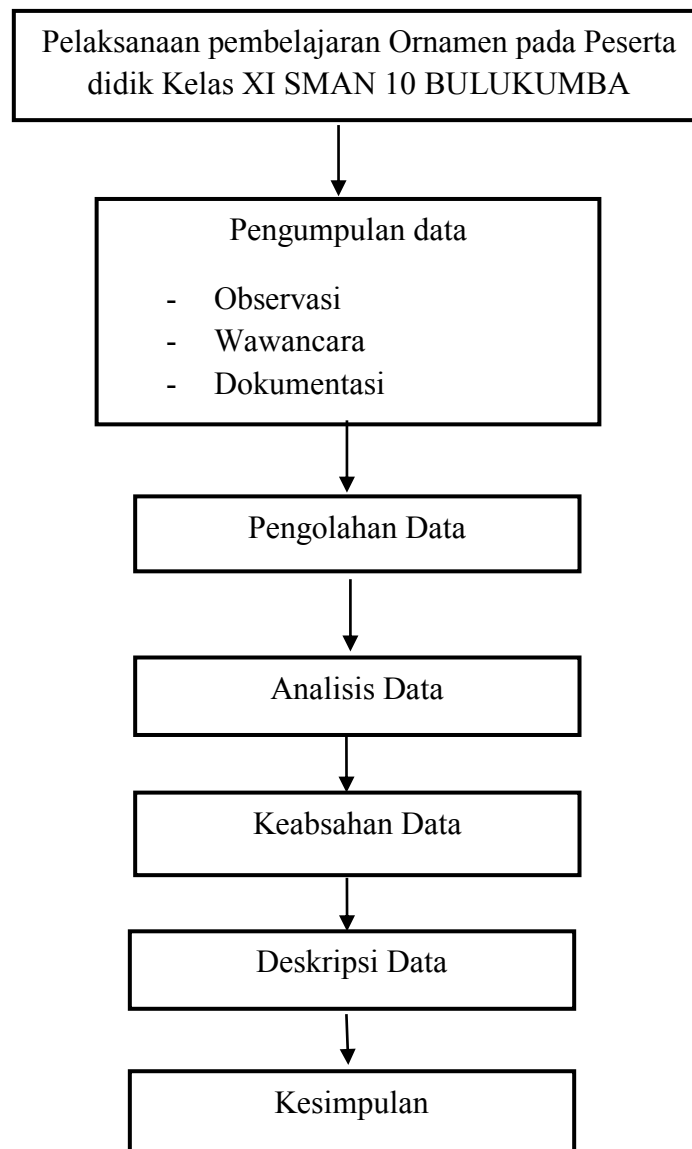 Pelaksanaan pembelajaran Ornamen pada Peserta
didik Kelas XI SMAN 10 BULUKUMBA
Pengumpulan data
- Observasi
- Wawancara
- Dokumentasi
Pengolahan Data
Analisis Data
Keabsahan Data
Deskripsi Data
Kesimpulan